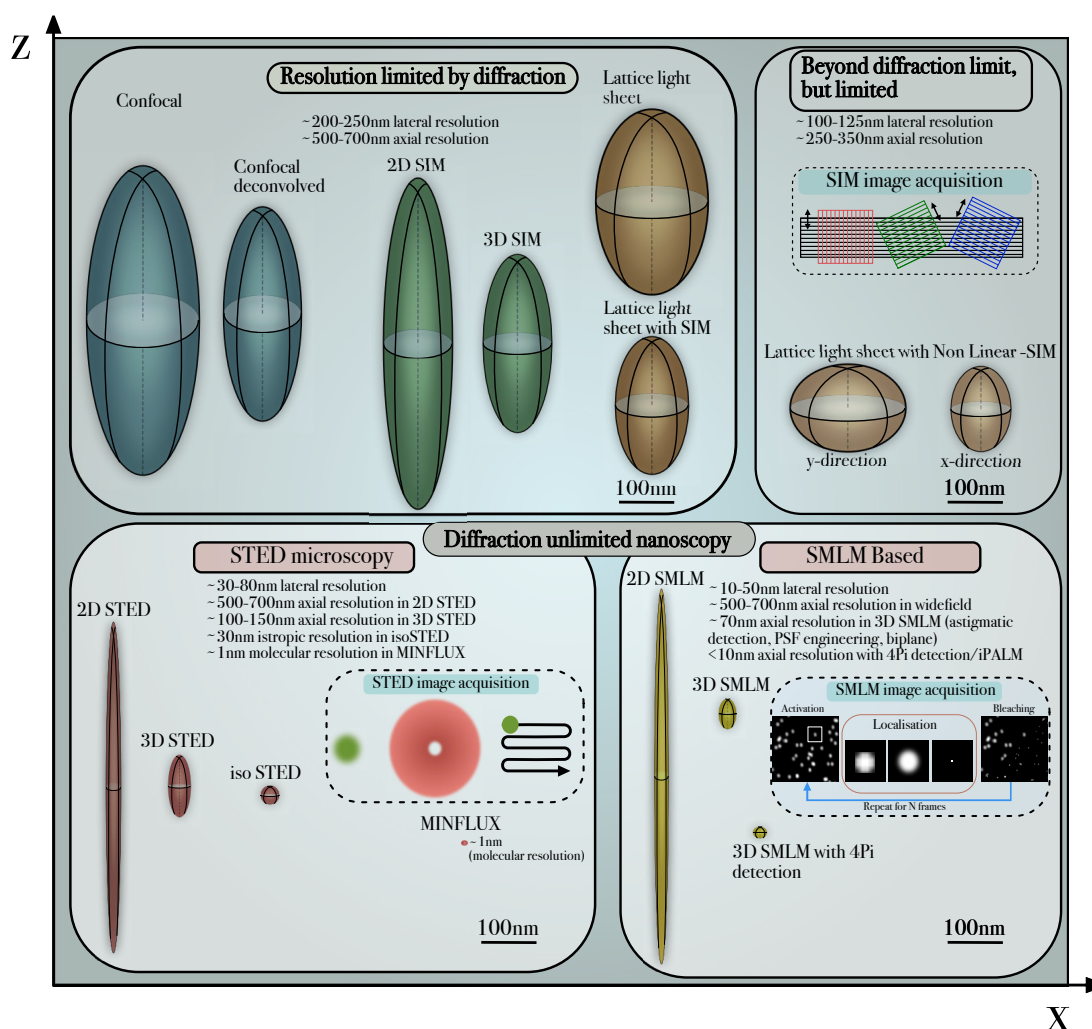 Z
Resolution limited by diffraction
~200-250nm lateral resolution
~500-700nm axial resolution
Confocal
Confocal
deconvolved
2D SIM
3D SIM
Lattice light
sheet
Lattice light
sheet with SIM
100nm
Beyond diffraction limit,
but limited
~100-125nm lateral resolution
~250-350nm axial resolution
SIM image acquisition
Lattice light sheet with Non Linear -SIM
y-direction
x-direction
100nm
Diffraction unlimited nanoscopy
STED microscopy
~30-80nm lateral resolution
~500-700nm axial resolution in 2D STED
~100-150nm axial resolution in 3D STED
~30nm istropic resolution in isoSTED
~1nm molecular resolution in MINFLUX
2D STED
3D STED
iso STED
STED image acquisition
MINFLUX
~1nm
(molecular resolution)
100nm
SMLM Based
2D SMLM
~10-50nm lateral resolution
~500-700nm axial resolution in widefield
~70nm axial resolution in 3D SMLM (astigmatic
detection, PSF engineering, biplane)
<10nm axial resolution with 4Pi detection/iPALM
3D SMLM
SMLM image acquisition
Activation
Localisation
Bleaching
Repeat for N frames
3D SMLM with 4Pi
detection
100nm
X